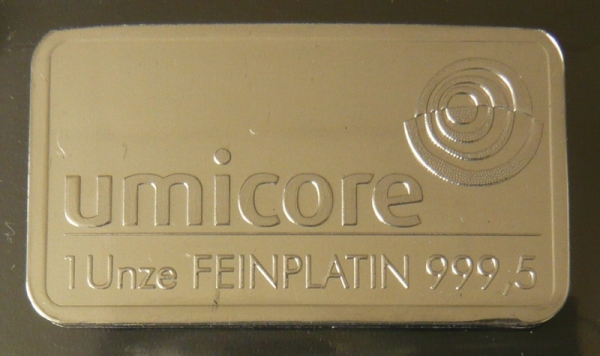 umicore
1 Unze FEINPLATIN 999,5